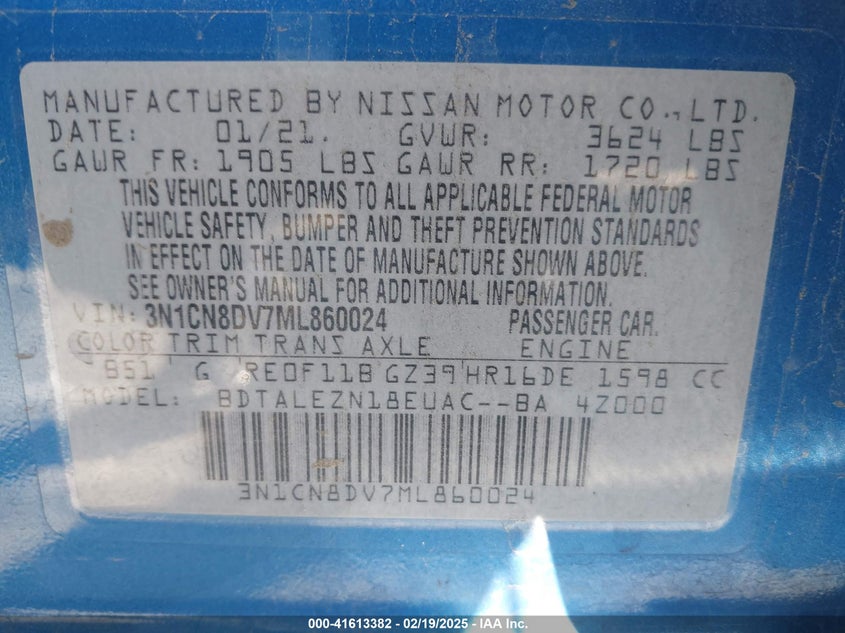 MANUFACTURED BY NISSAN MOTOR CO., LTD.
DATE: 01/21. GVWR: 3624 LBS
GAWR FR: 1905 LBS GAWR RR: 1720 LBS
THIS VEHICLE CONFORMS TO ALL APPLICABLE FEDERAL MOTOR
VEHICLE SAFETY, BUMPER AND THEFT PREVENTION STANDARDS
IN EFFECT ON THE DATE OF MANUFACTURE SHOWN ABOVE.
SEE OWNER'S MANUAL FOR ADDITIONAL INFORMATION
VIN: 3N1CN8DV7ML860024 PASSENGER CAR.
COLOR TRIM TRANS AXLE ENGINE
B51 G RE0F11B GZ39 HR16DE 1598 CC
MODEL: BDTALEZN18EUAC--BA 4Z000
3N1CN8DV7ML860024
000-41613382 - 02/19/2025 - IAA Inc.